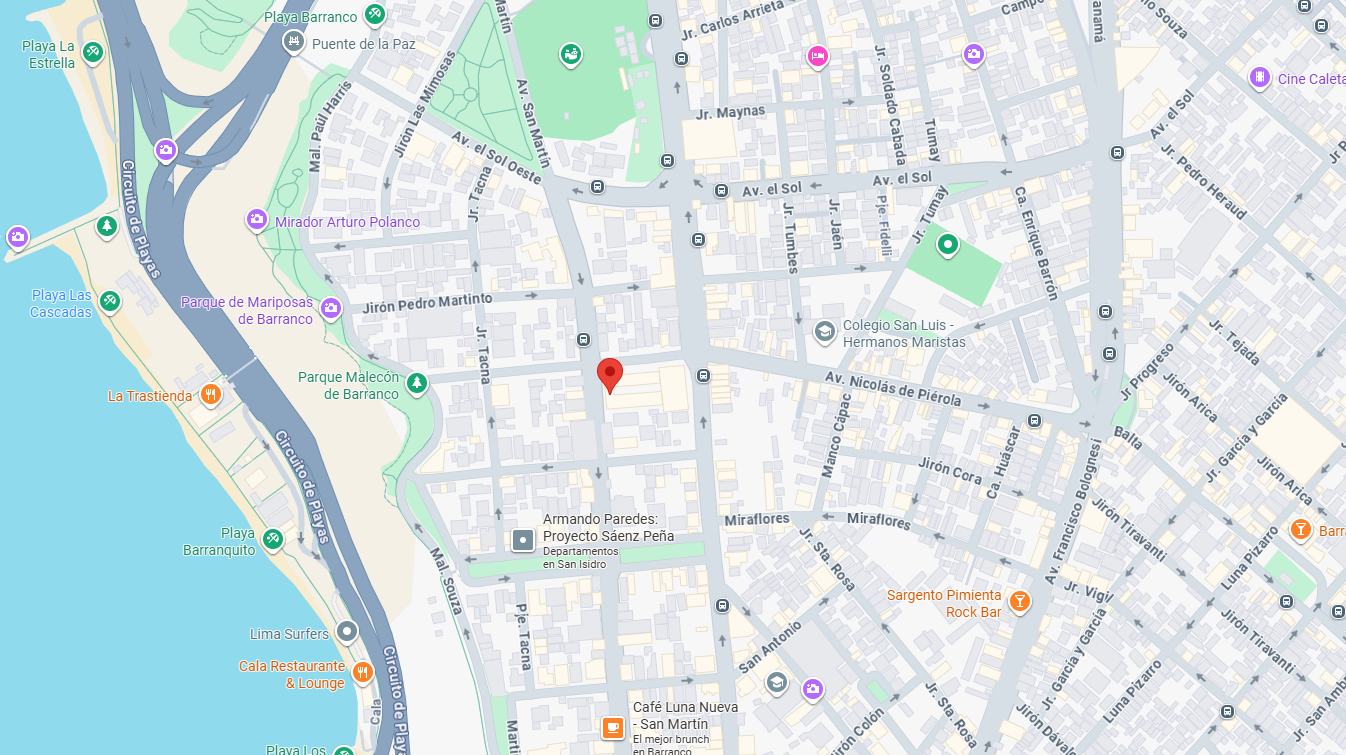 Playa Barranco
Puente de la Paz
Playa La
Estrella
Martín
Jr. Carlos Arrieta
Campo
anamá
io Souza
Cine Caleta
Jr. Soldado Cabada
Tumay
Jr. Maynas
Av. el Sol
Jr. Pedro Heraud
Jr. P
Mal. Paúl Harris
Jirón Las Mimosas
Av. San Martín
Av. el Sol Oeste
Jr. Tacna
Circuito de Playas
Mirador Arturo Polanco
Av. el Sol
Av. el Sol
Jr. Tumbes
Jr. Jaen
Pje. Fidelli
Jr. Tumay
Ca. Enrique Barrón
Playa Las
Cascadas
Parque de Mariposas
de Barranco
Jirón Pedro Martinto
Jr. Tacna
Colegio San Luis -
Hermanos Maristas
Jr. Tejada
Jr. Progreso
Jirón Arica
Parque Malecón
de Barranco
La Trastienda
Av. Nicolás de Piérola
Manco Cápac
Jirón Cora
Ca. Huáscar
Balta
Jr. García y García
Jirón Arica
Av. Francisco Bolognesi
Circuito de Playas
Playa
Barranquito
Armando Paredes:
Proyecto Sáenz Peña
Departamentos
en San Isidro
Miraflores
Miraflores
Jirón Tiravanti
Luna Pizarro
Barra
Mal. Souza
Pje. Tacna
Jr. Sta. Rosa
Sargento Pimienta
Rock Bar
Jr. Vigil
Jr. García y García
Jirón Tiravanti
Lima Surfers
Cala Restaurante
& Lounge
Circuito de Playa
Cala
San Antonio
Luna Pizarro
Jr. San Amb
Café Luna Nueva
- San Martín
El mejor brunch
en Barranco
Martín
Jirón Colón
Jr. Sta. Rosa
Jirón Dávalo
Playa Los